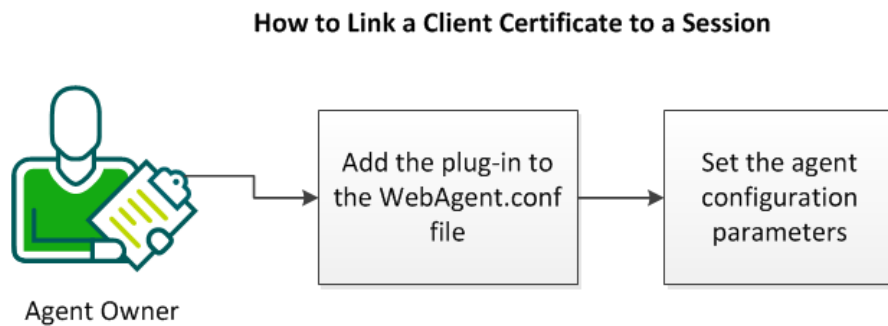 How to Link a Client Certificate to a Session
Add the plug-in to
the WebAgent.conf
file
Set the agent
configuration
parameters
Agent Owner